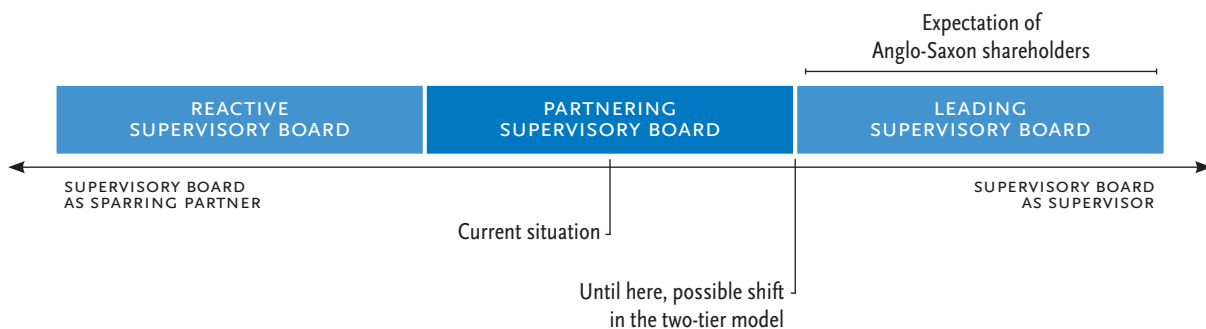 Expectation of
Anglo-Saxon shareholders
REACTIVE
SUPERVISORY BOARD
PARTNERING
SUPERVISORY BOARD
LEADING
SUPERVISORY BOARD
SUPERVISORY BOARD
AS SPARRING PARTNER
SUPERVISORY BOARD
AS SUPERVISOR
Current situation
Until here, possible shift
in the two-tier model